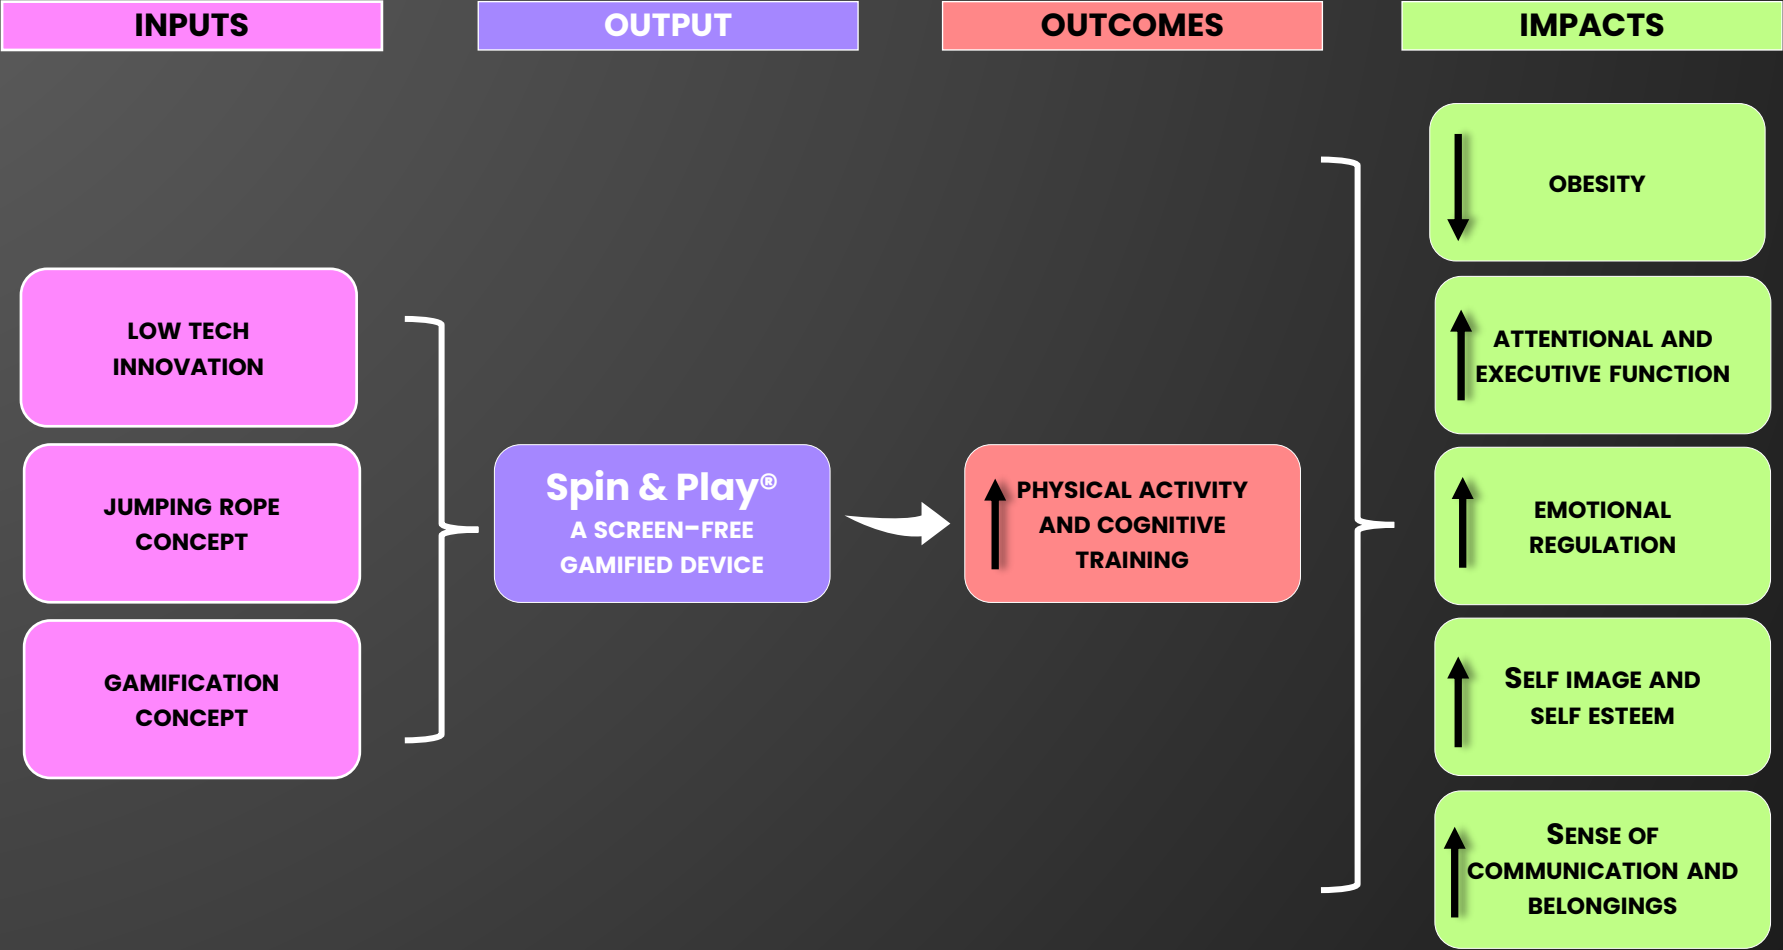 INPUTS
OUTPUT
OUTCOMES
IMPACTS
LOW TECH
INNOVATION
JUMPING ROPE
CONCEPT
GAMIFICATION
CONCEPT
Spin & Play®
A SCREEN-FREE
GAMIFIED DEVICE
PHYSICAL ACTIVITY
AND COGNITIVE
TRAINING
OBESITY
ATTENTIONAL AND
EXECUTIVE FUNCTION
EMOTIONAL
REGULATION
SELF IMAGE AND
SELF ESTEEM
SENSE OF
COMMUNICATION AND
BELONGINGS